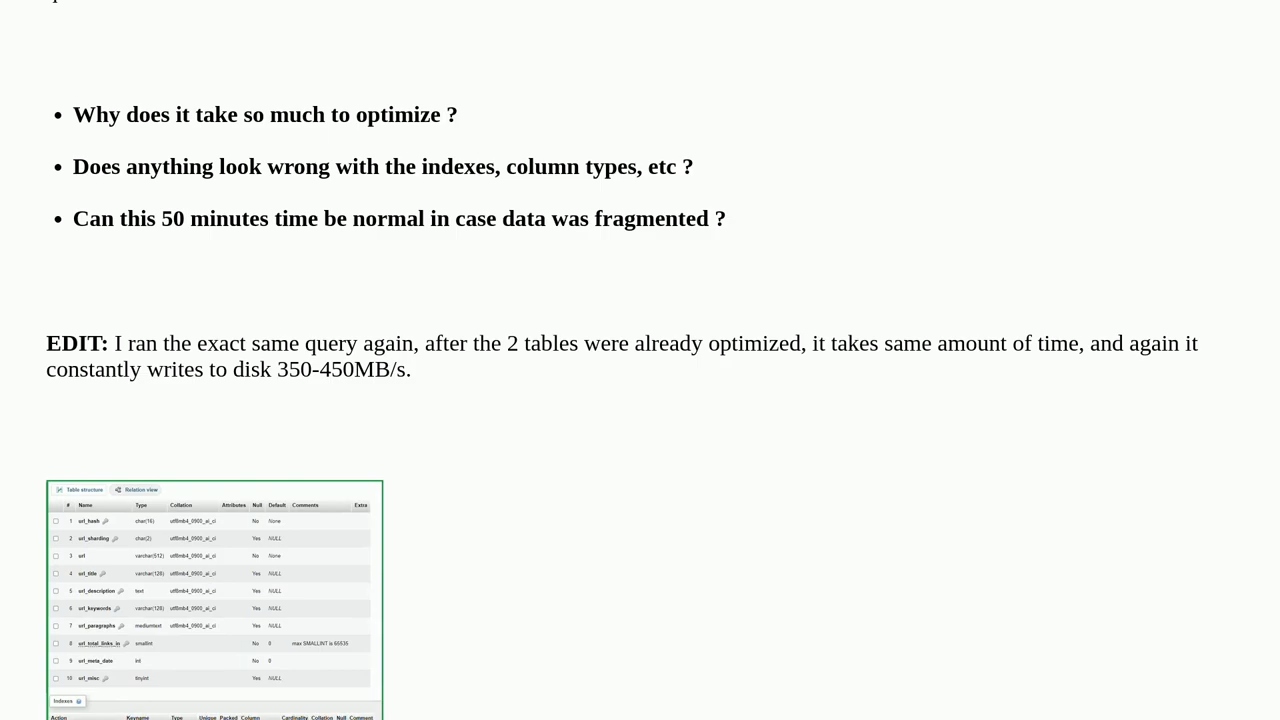 Why does it take so much to optimize ?
Does anything look wrong with the indexes, column types, etc ?
Can this 50 minutes time be normal in case data was fragmented ?
EDIT: I ran the exact same query again, after the 2 tables were already optimized, it takes same amount of time, and again it
constantly writes to disk 350-450MB/s.
Table structure Relation view
# Name Type Collation Attributes Null Default Comments Extra
1 url_hash char(16) utf8mb4_0900_ai_ci No None
2 url_sharding char(2) utf8mb4_0900_ai_ci Yes NULL
3 url varchar(512) utf8mb4_0900_ai_ci No None
4 url_title varchar(128) utf8mb4_0900_ai_ci Yes NULL
5 url_description text utf8mb4_0900_ai_ci Yes NULL
6 url_keywords varchar(128) utf8mb4_0900_ai_ci Yes NULL
7 url_paragraphs mediumtext utf8mb4_0900_ai_ci Yes NULL
8 url_total_links_in smallint No 0 max SMALLINT is 65535
9 url_meta_date int No 0
10 url_misc tinyint Yes NULL
Indexes
Action Keyname Type Unique Packed Column Cardinality Collation Null Comment